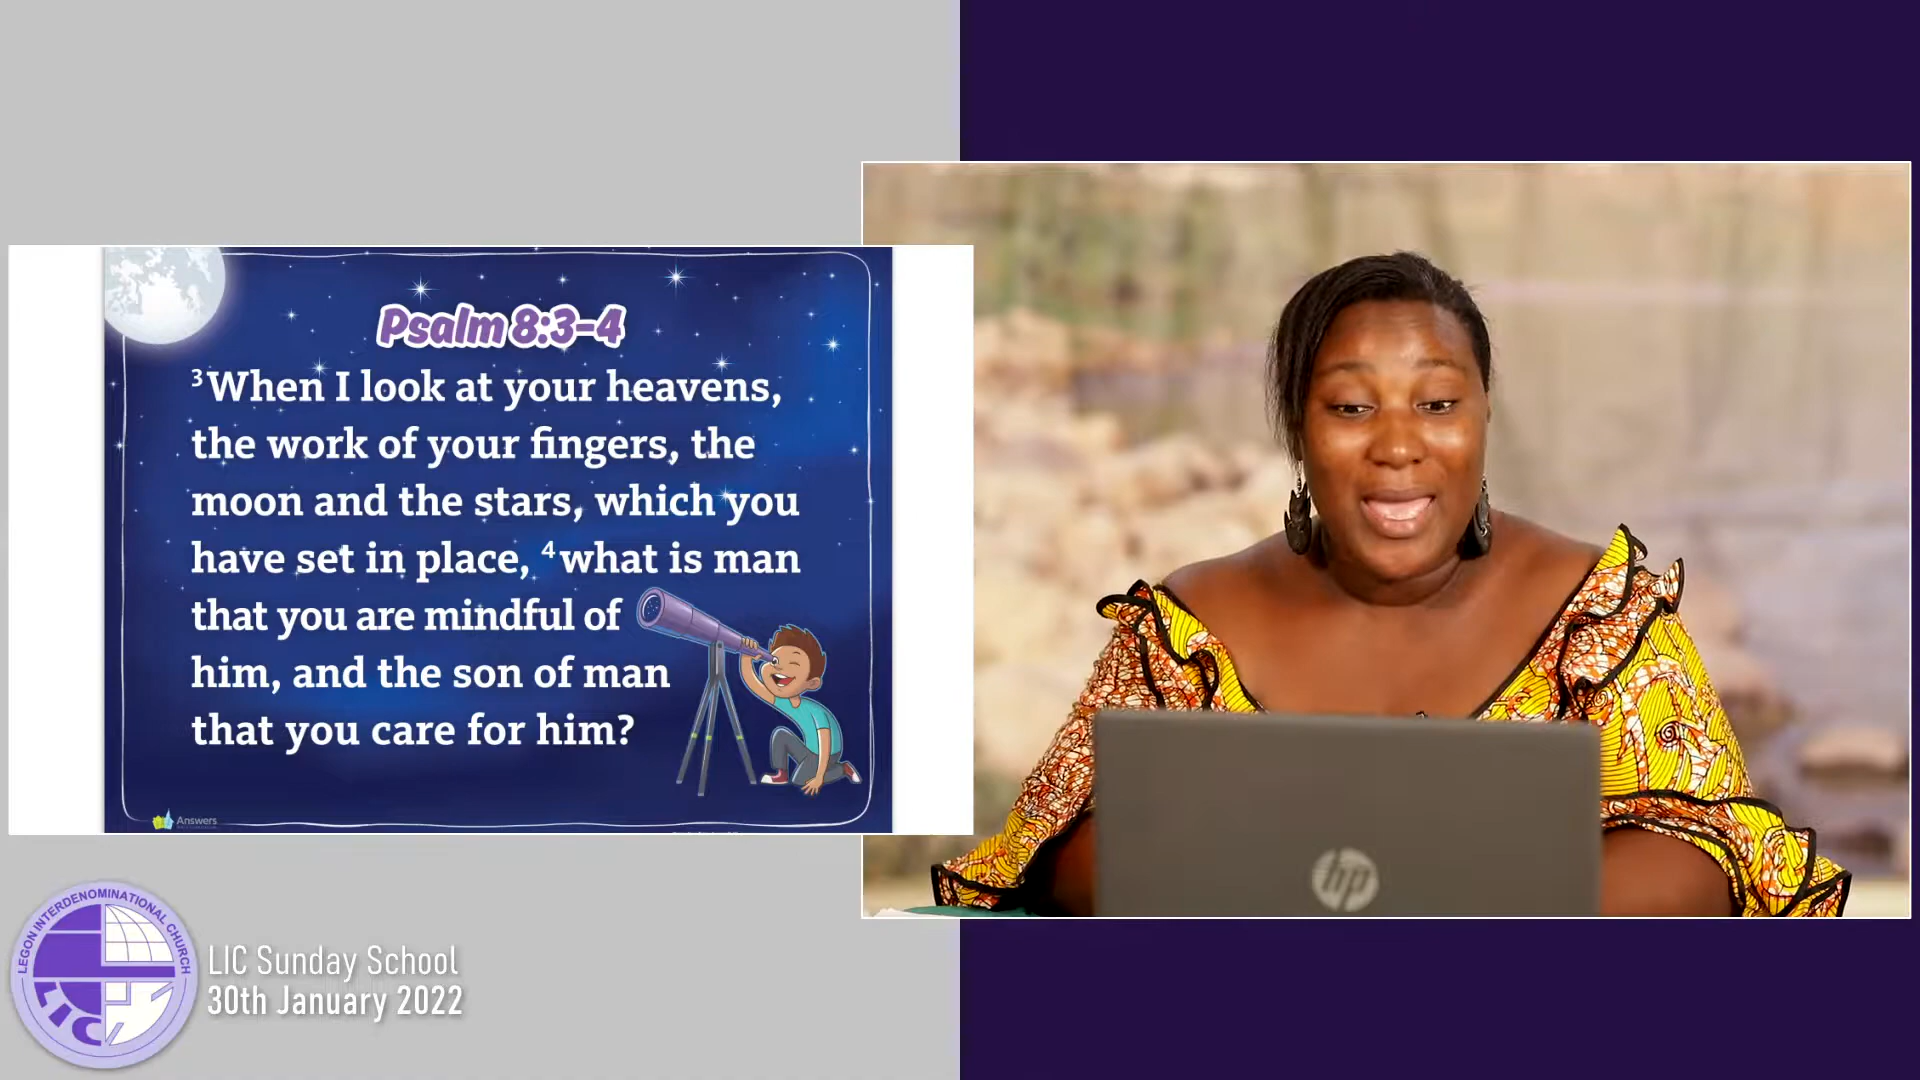 Psalm 8:3-4
3When I look at your heavens,
the work of your fingers, the
moon and the stars, which you
have set in place, 4what is man
that you are mindful of
him, and the son of man
that you care for him?
Answers
hp
LEGON INTERDENOMINATIONAL CHURCH
LIC
LIC Sunday School
30th January 2022